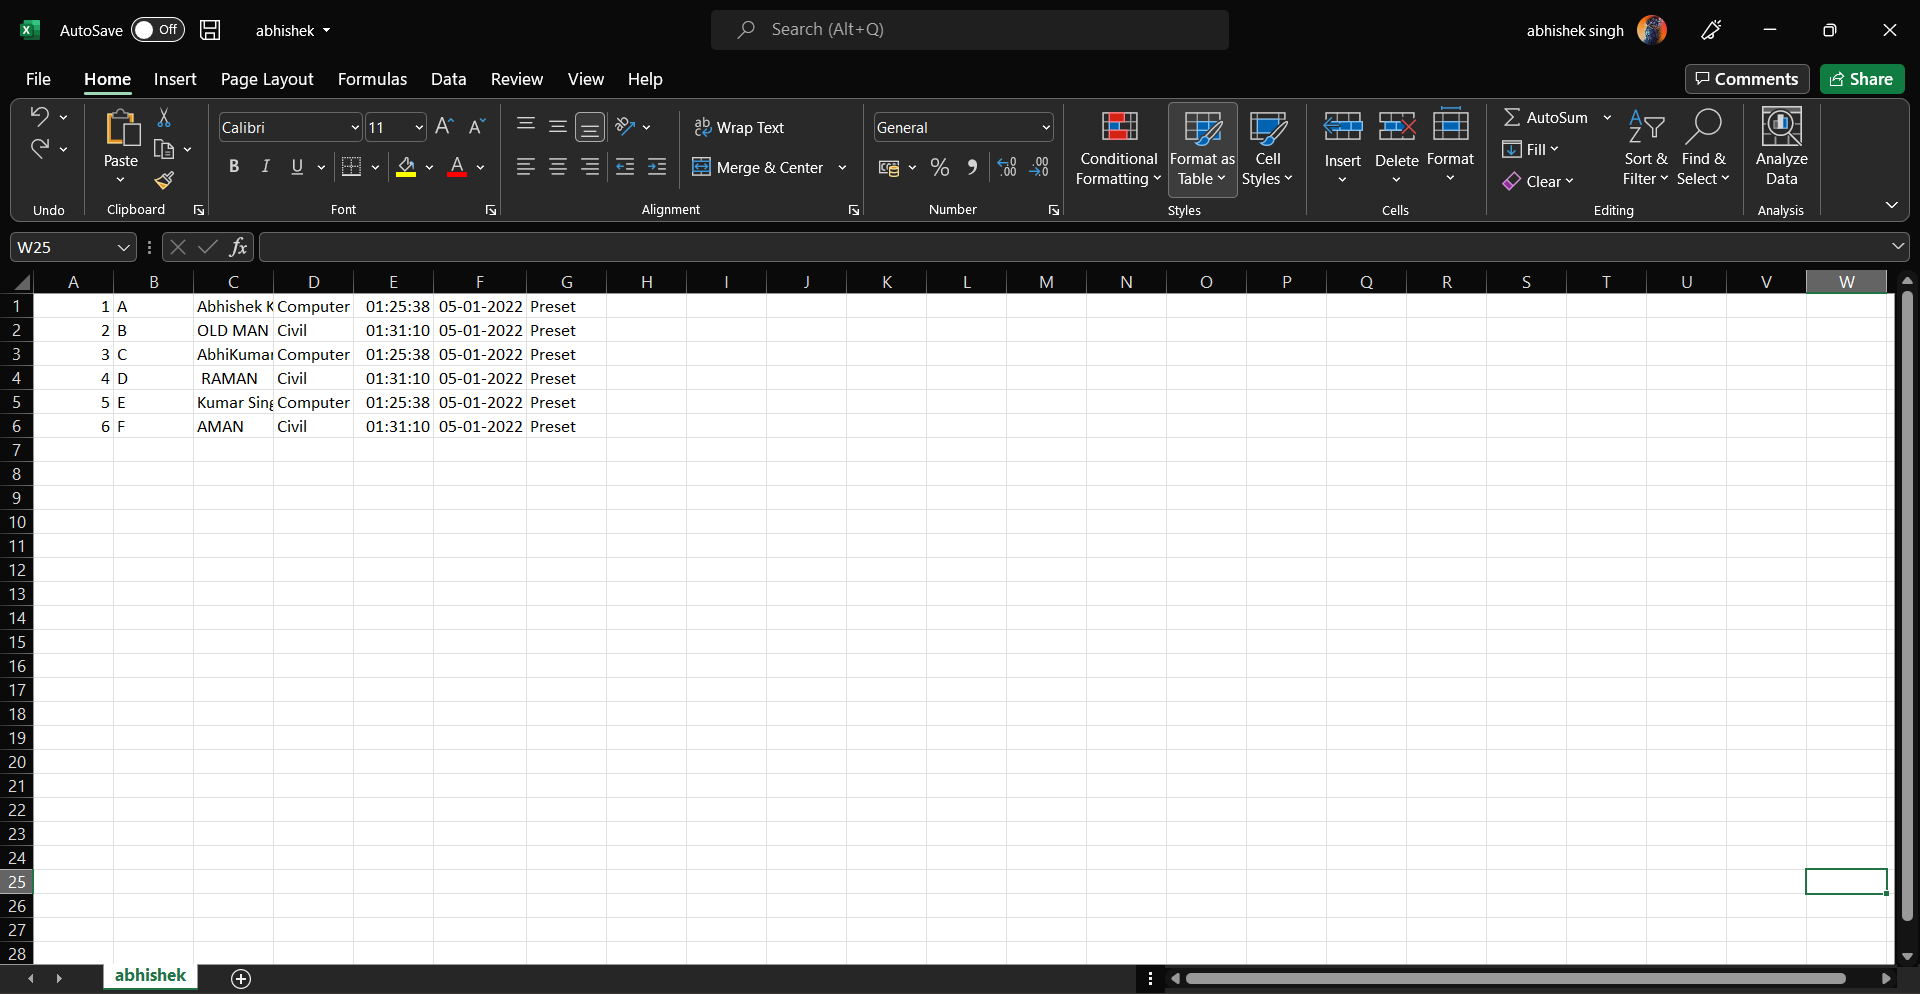 AutoSave Off abhishek Search (Alt+Q) abhishek singh
File Home Insert Page Layout Formulas Data Review View Help Comments Share
Paste
Calibri 11
B I U
A
Wrap Text
Merge & Center
General
Conditional Formatting
Format as Table
Cell Styles
Insert Delete Format
AutoSum
Fill
Clear
Sort & Filter
Find & Select
Analyze Data
Undo Clipboard Font Alignment Number Styles Cells Editing Analysis
W25 fx
A B C D E F G H I J K L M N O P Q R S T U V W
1 1 A Abhishek K Computer 01:25:38 05-01-2022 Preset
2 2 B OLD MAN Civil 01:31:10 05-01-2022 Preset
3 3 C AbhiKumar Computer 01:25:38 05-01-2022 Preset
4 4 D RAMAN Civil 01:31:10 05-01-2022 Preset
5 5 E Kumar Sing Computer 01:25:38 05-01-2022 Preset
6 6 F AMAN Civil 01:31:10 05-01-2022 Preset
7
8
9
10
11
12
13
14
15
16
17
18
19
20
21
22
23
24
25
26
27
28
abhishek